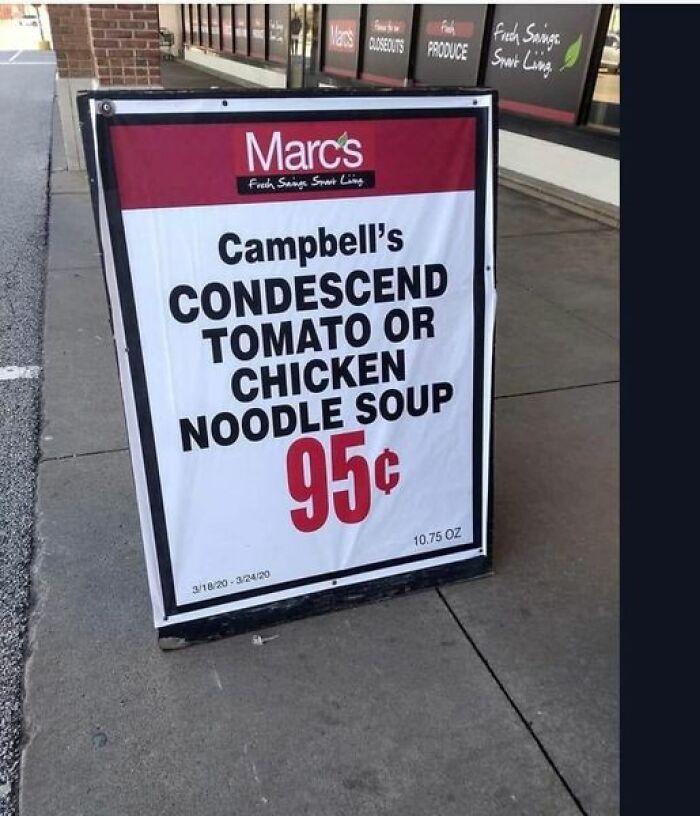 Marc's
CLOSEOUTS
Fresh
PRODUCE
Fresh Savings.
Smart Living.
Marc's
Fresh Savings. Smart Living.
Campbell's
CONDESCEND
TOMATO OR
CHICKEN
NOODLE SOUP
95¢
10.75 OZ
3/18/20 - 3/24/20